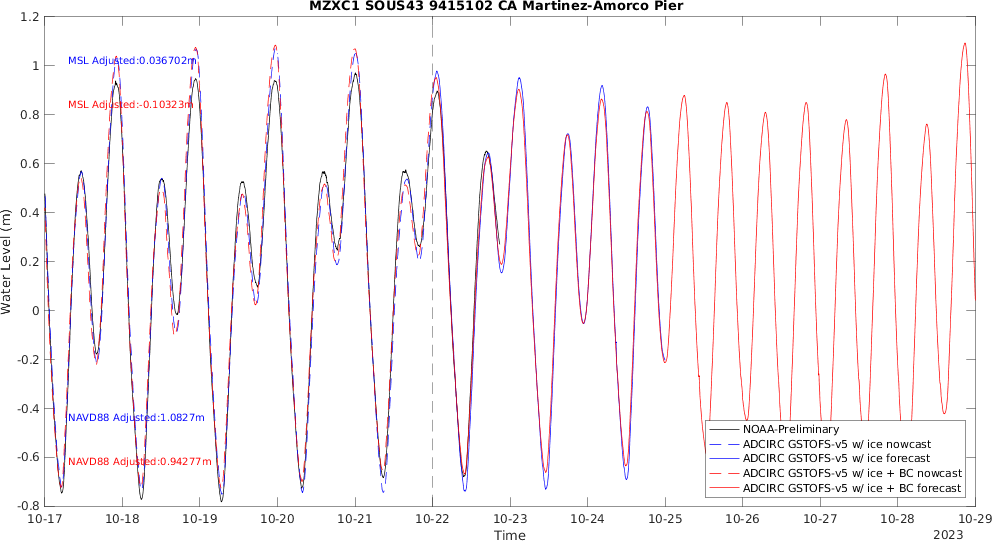 MZXC1 SOUS43 9415102 CA Martinez-Amorco Pier
1.2
1
0.8
0.6
0.4
0.2
0
-0.2
-0.4
-0.6
-0.8
Water Level (m)
MSL Adjusted:0.036702m
MSL Adjusted:-0.10323m
NAVD88 Adjusted:1.0827m
NAVD88 Adjusted:0.94277m
NOAA-Preliminary
ADCIRC GSTOFS-v5 w/ ice nowcast
ADCIRC GSTOFS-v5 w/ ice forecast
ADCIRC GSTOFS-v5 w/ ice + BC nowcast
ADCIRC GSTOFS-v5 w/ ice + BC forecast
10-17 10-18 10-19 10-20 10-21 10-22 10-23 10-24 10-25 10-26 10-27 10-28 10-29
Time
2023